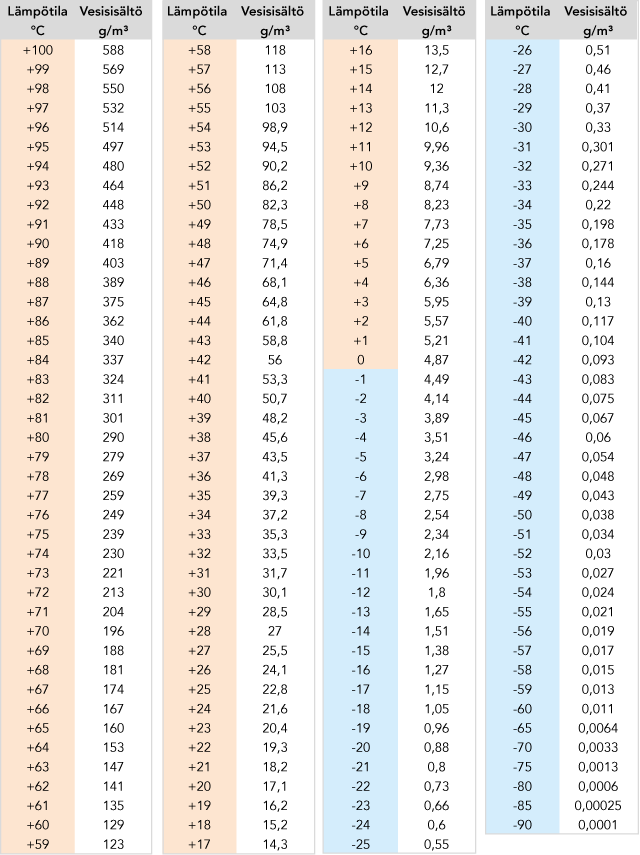 Lämpötila Vesisisältö Lämpötila Vesisisältö Lämpötila Vesisisältö Lämpötila Vesisisältö
°C g/m³ °C g/m³ °C g/m³ °C g/m³
+100 588 +58 118 +16 13,5 -26 0,51
+99 569 +57 113 +15 12,7 -27 0,46
+98 550 +56 108 +14 12 -28 0,41
+97 532 +55 103 +13 11,3 -29 0,37
+96 514 +54 98,9 +12 10,6 -30 0,33
+95 497 +53 94,5 +11 9,96 -31 0,301
+94 480 +52 90,2 +10 9,36 -32 0,271
+93 464 +51 86,2 +9 8,74 -33 0,244
+92 448 +50 82,3 +8 8,23 -34 0,22
+91 433 +49 78,5 +7 7,73 -35 0,198
+90 418 +48 74,9 +6 7,25 -36 0,178
+89 403 +47 71,4 +5 6,79 -37 0,16
+88 389 +46 68,1 +4 6,36 -38 0,144
+87 375 +45 64,8 +3 5,95 -39 0,13
+86 362 +44 61,8 +2 5,57 -40 0,117
+85 340 +43 58,8 +1 5,21 -41 0,104
+84 337 +42 56 0 4,87 -42 0,093
+83 324 +41 53,3 -1 4,49 -43 0,083
+82 311 +40 50,7 -2 4,14 -44 0,075
+81 301 +39 48,2 -3 3,89 -45 0,067
+80 290 +38 45,6 -4 3,51 -46 0,06
+79 279 +37 43,5 -5 3,24 -47 0,054
+78 269 +36 41,3 -6 2,98 -48 0,048
+77 259 +35 39,3 -7 2,75 -49 0,043
+76 249 +34 37,2 -8 2,54 -50 0,038
+75 239 +33 35,3 -9 2,34 -51 0,034
+74 230 +32 33,5 -10 2,16 -52 0,03
+73 221 +31 31,7 -11 1,96 -53 0,027
+72 213 +30 30,1 -12 1,8 -54 0,024
+71 204 +29 28,5 -13 1,65 -55 0,021
+70 196 +28 27 -14 1,51 -56 0,019
+69 188 +27 25,5 -15 1,38 -57 0,017
+68 181 +26 24,1 -16 1,27 -58 0,015
+67 174 +25 22,8 -17 1,15 -59 0,013
+66 167 +24 21,6 -18 1,05 -60 0,011
+65 160 +23 20,4 -19 0,96 -65 0,0064
+64 153 +22 19,3 -20 0,88 -70 0,0033
+63 147 +21 18,2 -21 0,8 -75 0,0013
+62 141 +20 17,1 -22 0,73 -80 0,0006
+61 135 +19 16,2 -23 0,66 -85 0,00025
+60 129 +18 15,2 -24 0,6 -90 0,0001
+59 123 +17 14,3 -25 0,55